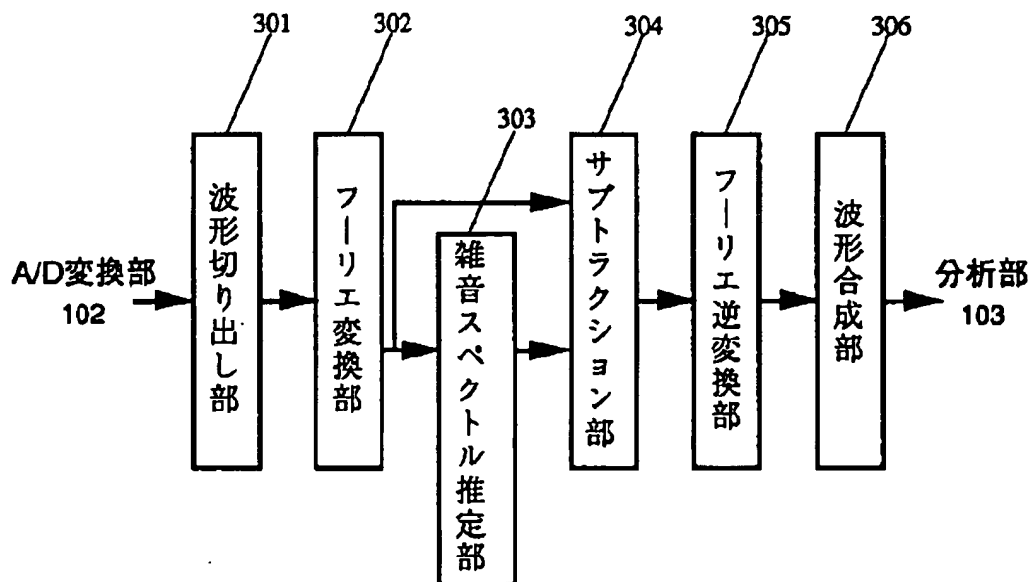 301
302
303
304
305
306
A/D変換部
102
波形切り出し部
フーリエ変換部
雑音スペクトル推定部
サブトラクション部
フーリエ逆変換部
波形合成部
分析部
103